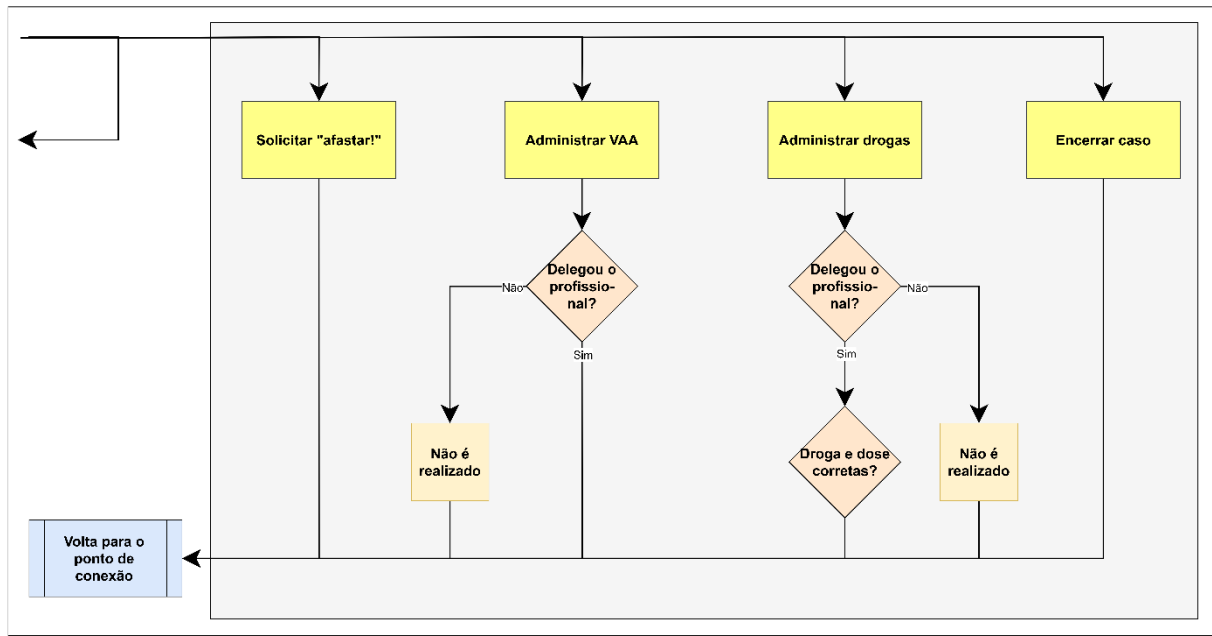 Solicitar "afastar!"
Administrar VAA
Administrar drogas
Encerrar caso
Delegou o
profissio-
nal?
Não
Sim
Delegou o
profissio-
nal?
Não
Sim
Não é
realizado
Droga e dose
corretas?
Não é
realizado
Volta para o
ponto de
conexão